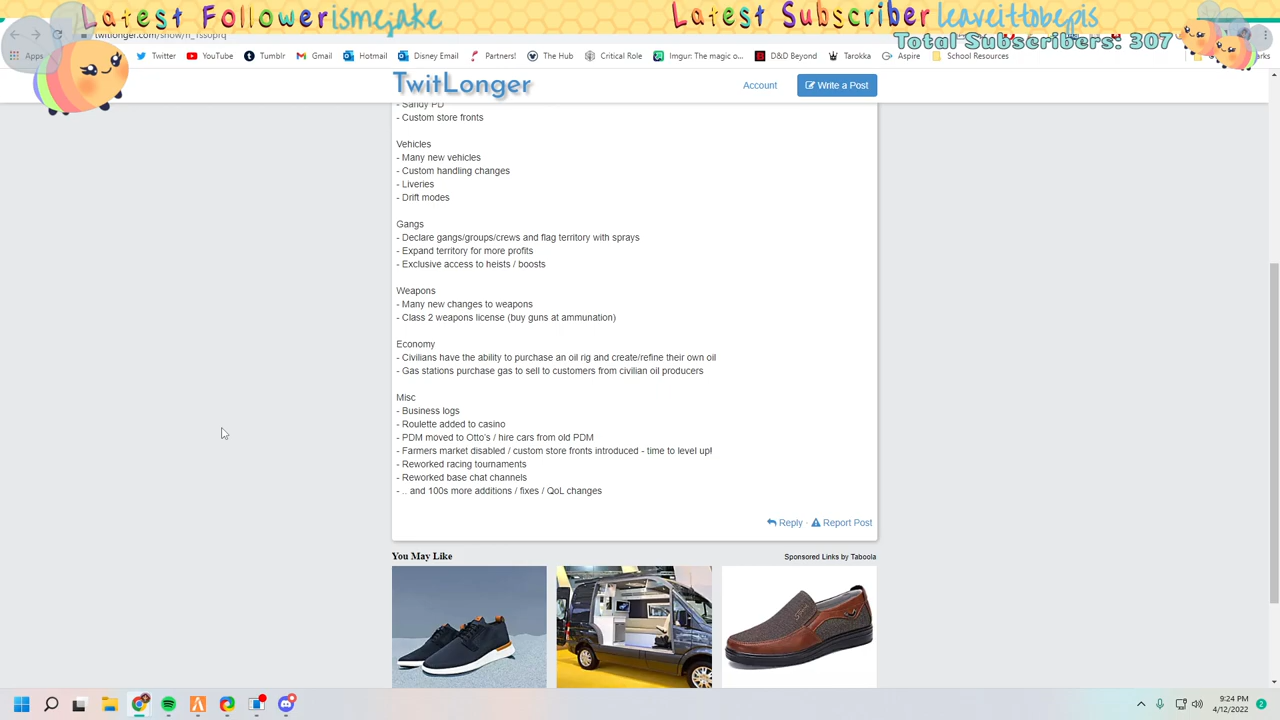 Latest Follower ismejake
Latest Subscriber leaveittobepis
Total Subscribers: 307
twitlonger.com/show/n_1ssoprq
Apps
Twitter
YouTube
Tumblr
Gmail
Hotmail
Disney Email
Partners!
The Hub
Critical Role
Imgur: The magic o...
D&D Beyond
Tarokka
Aspire
School Resources
TwitLonger
Account
Write a Post
- Sandy PD
- Custom store fronts
Vehicles
- Many new vehicles
- Custom handling changes
- Liveries
- Drift modes
Gangs
- Declare gangs/groups/crews and flag territory with sprays
- Expand territory for more profits
- Exclusive access to heists / boosts
Weapons
- Many new changes to weapons
- Class 2 weapons license (buy guns at ammunation)
Economy
- Civilians have the ability to purchase an oil rig and create/refine their own oil
- Gas stations purchase gas to sell to customers from civilian oil producers
Misc
- Business logs
- Roulette added to casino
- PDM moved to Otto's / hire cars from old PDM
- Farmers market disabled / custom store fronts introduced - time to level up!
- Reworked racing tournaments
- Reworked base chat channels
- .. and 100s more additions / fixes / QoL changes
Reply · Report Post
You May Like
Sponsored Links by Taboola
9:24 PM
4/12/2022
2